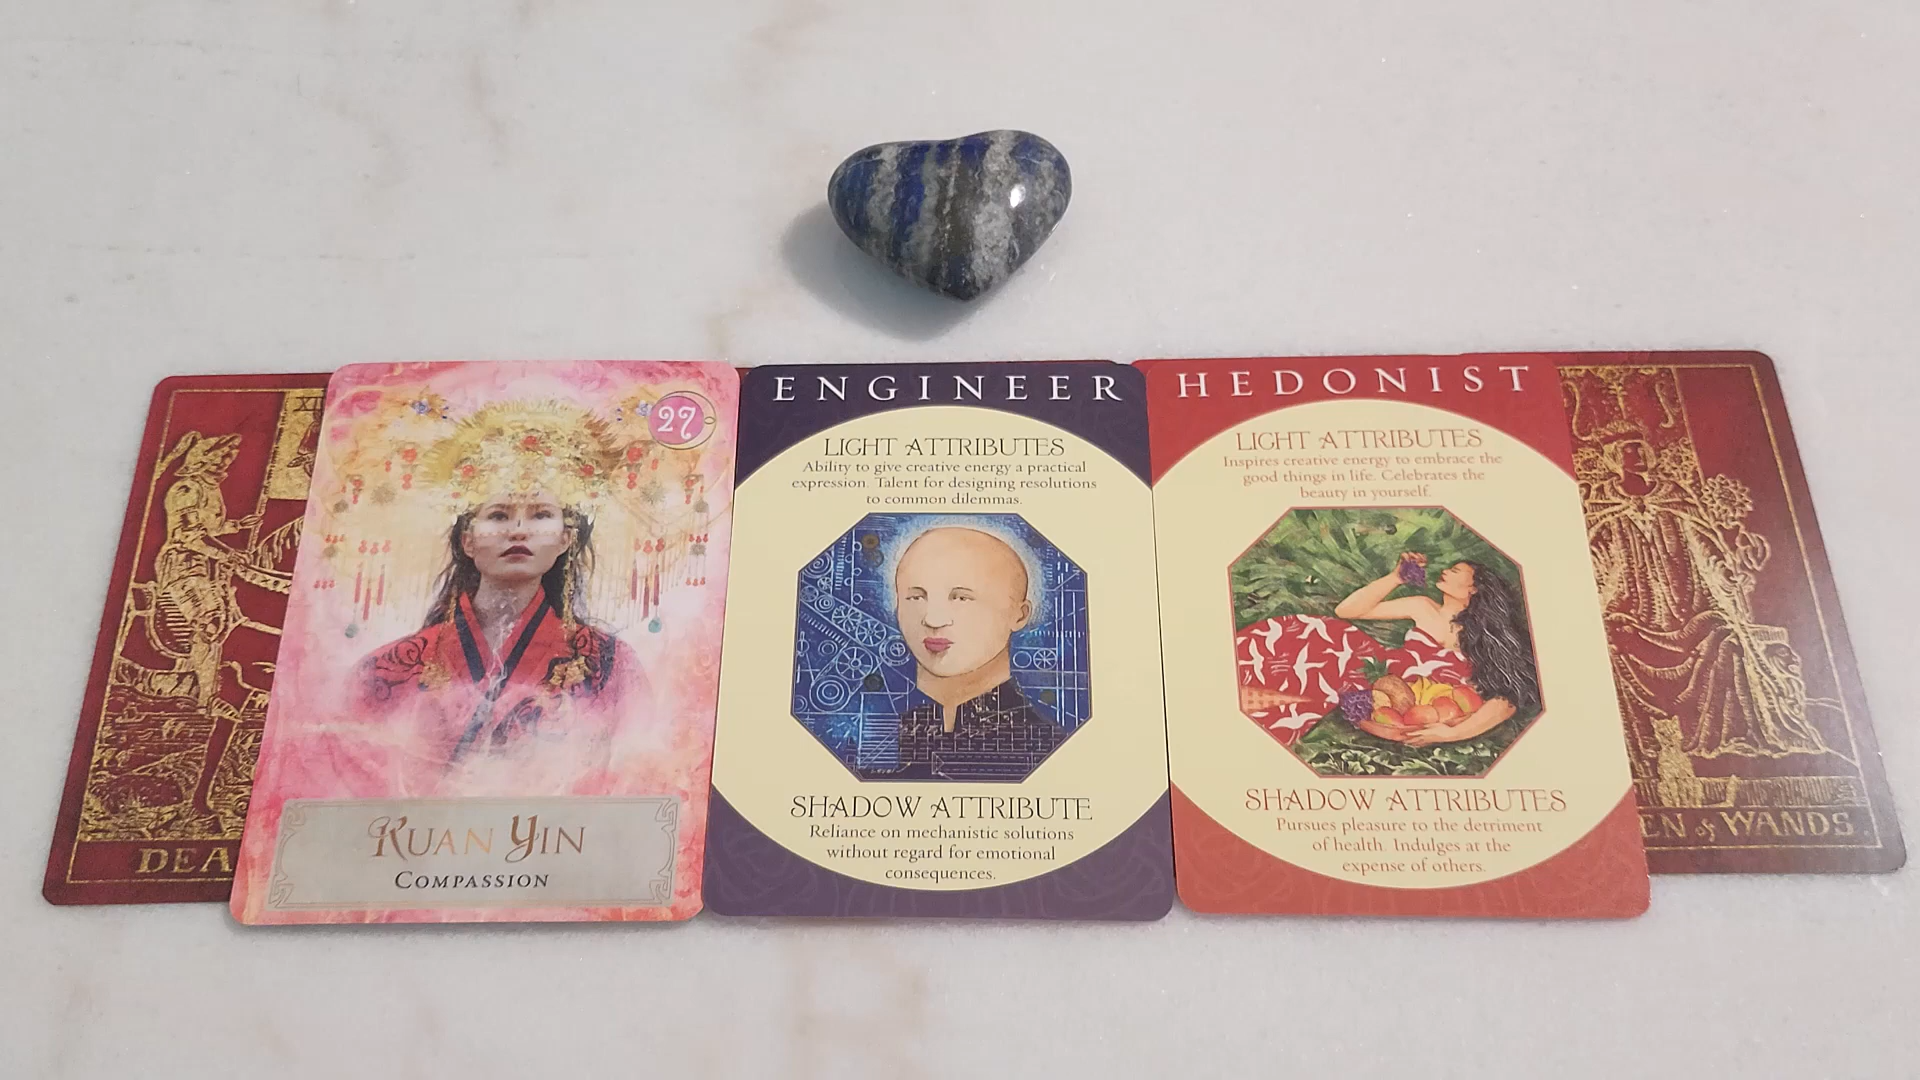 XII
DEA
27
KUAN YIN
COMPASSION
ENGINEER
LIGHT ATTRIBUTES
Ability to give creative energy a practical
expression. Talent for designing resolutions
to common dilemmas.
SHADOW ATTRIBUTE
Reliance on mechanistic solutions
without regard for emotional
consequences.
HEDONIST
LIGHT ATTRIBUTES
Inspires creative energy to embrace the
good things in life. Celebrates the
beauty in yourself.
SHADOW ATTRIBUTES
Pursues pleasure to the detriment
of health. Indulges at the
expense of others.
EN of WANDS.